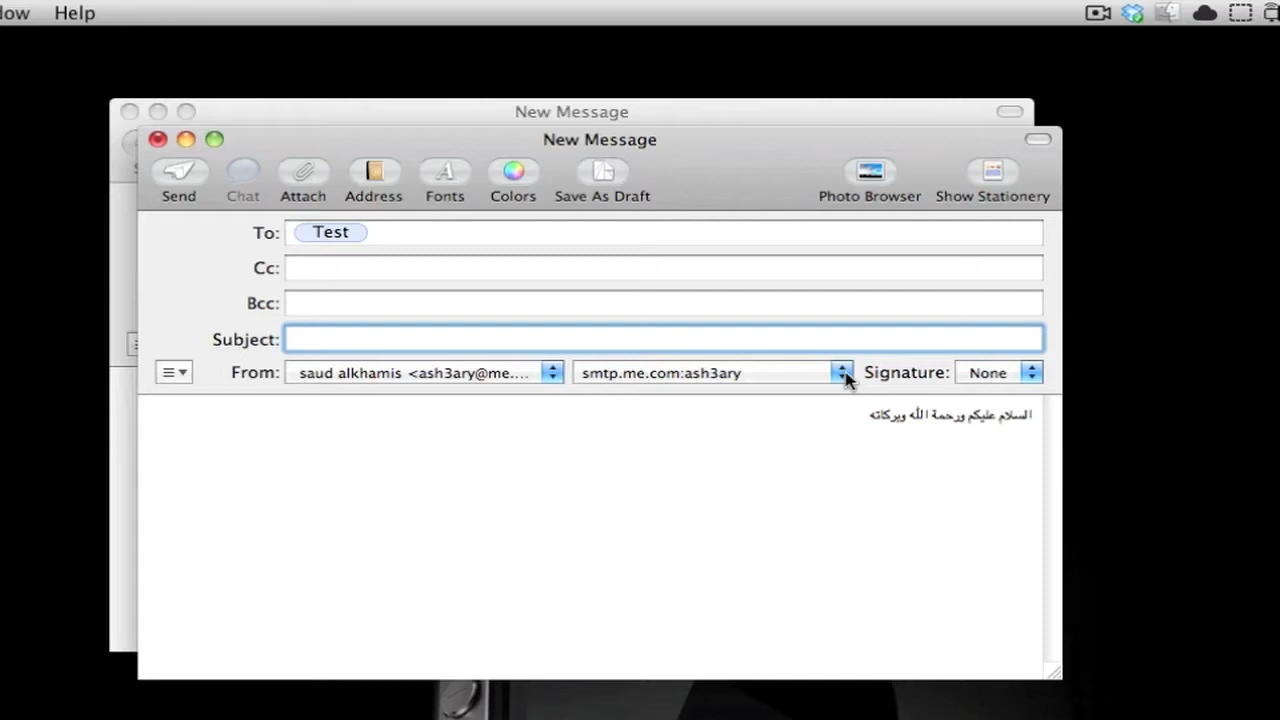 Help
New Message
New Message
Send
Chat
Attach
Address
Fonts
Colors
Save As Draft
Photo Browser
Show Stationery
To: Test
Cc:
Bcc:
Subject:
From: saud alkhamis <ash3ary@me.... smtp.me.com:ash3ary Signature: None
السلام عليكم ورحمة الله وبركاته